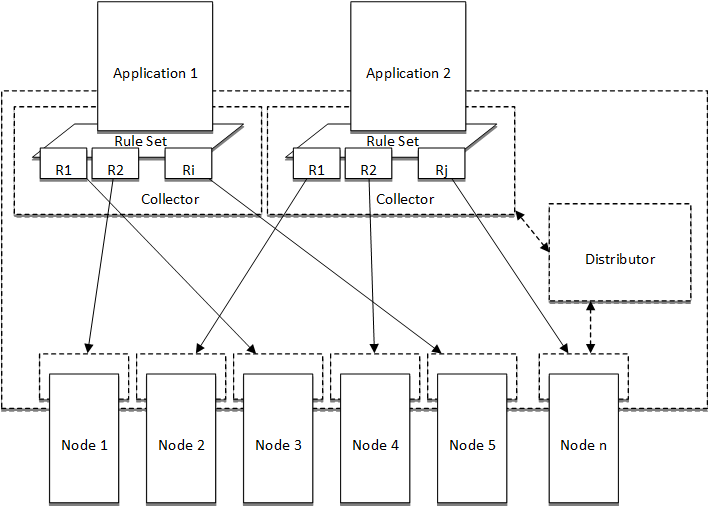 Application 1
Application 2
Rule Set
Rule Set
R1
R2
Ri
R1
R2
Rj
Collector
Collector
Distributor
Node 1
Node 2
Node 3
Node 4
Node 5
Node n